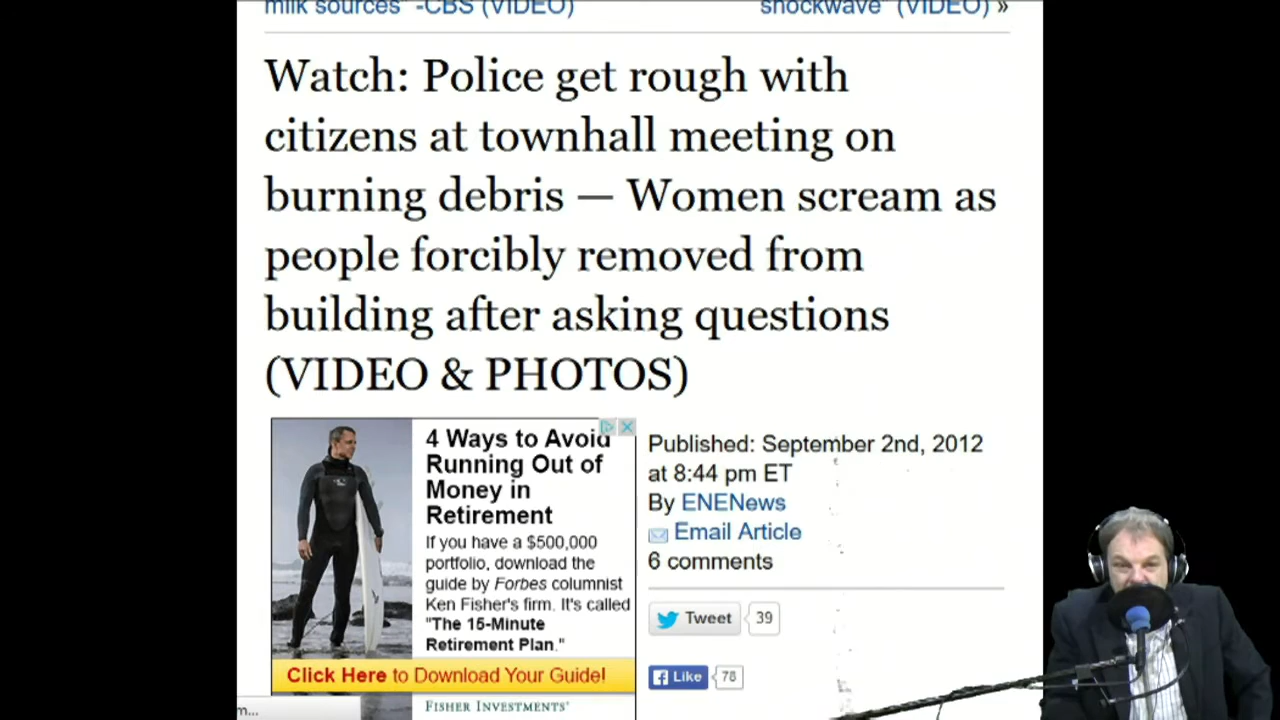 milk sources" -CBS (VIDEO)
shockwave" (VIDEO) »
Watch: Police get rough with
citizens at townhall meeting on
burning debris — Women scream as
people forcibly removed from
building after asking questions
(VIDEO & PHOTOS)
4 Ways to Avoid
Running Out of
Money in
Retirement
If you have a $500,000
portfolio, download the
guide by Forbes columnist
Ken Fisher's firm. It's called
"The 15-Minute
Retirement Plan."
Click Here to Download Your Guide!
FISHER INVESTMENTS
Published: September 2nd, 2012
at 8:44 pm ET
By ENENews
Email Article
6 comments
Tweet 39
Like 78
m...